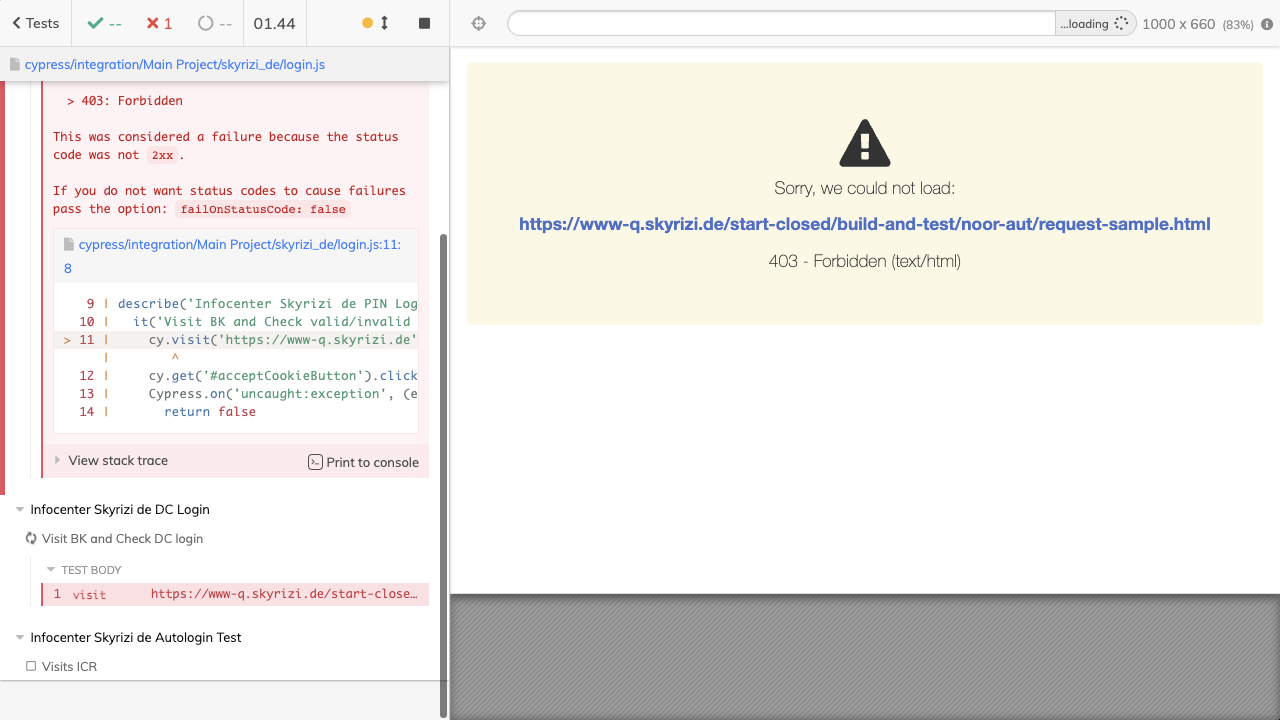 Tests
--
1
--
01.44
...loading
1000 x 660 (83%)
cypress/integration/Main Project/skyrizi_de/login.js
> 403: Forbidden
This was considered a failure because the status
code was not 2xx.
If you do not want status codes to cause failures
pass the option: failOnStatusCode: false
cypress/integration/Main Project/skyrizi_de/login.js:11:
8
9 | describe('Infocenter Skyrizi de PIN Log
10 | it('Visit BK and Check valid/invalid
> 11 | cy.visit('https://www-q.skyrizi.de'
| ^
12 | cy.get('#acceptCookieButton').click
13 | Cypress.on('uncaught:exception', (e
14 | return false
View stack trace
Print to console
Infocenter Skyrizi de DC Login
Visit BK and Check DC login
TEST BODY
1 visit https://www-q.skyrizi.de/start-close…
Infocenter Skyrizi de Autologin Test
Visits ICR
Sorry, we could not load:
https://www-q.skyrizi.de/start-closed/build-and-test/noor-aut/request-sample.html
403 - Forbidden (text/html)